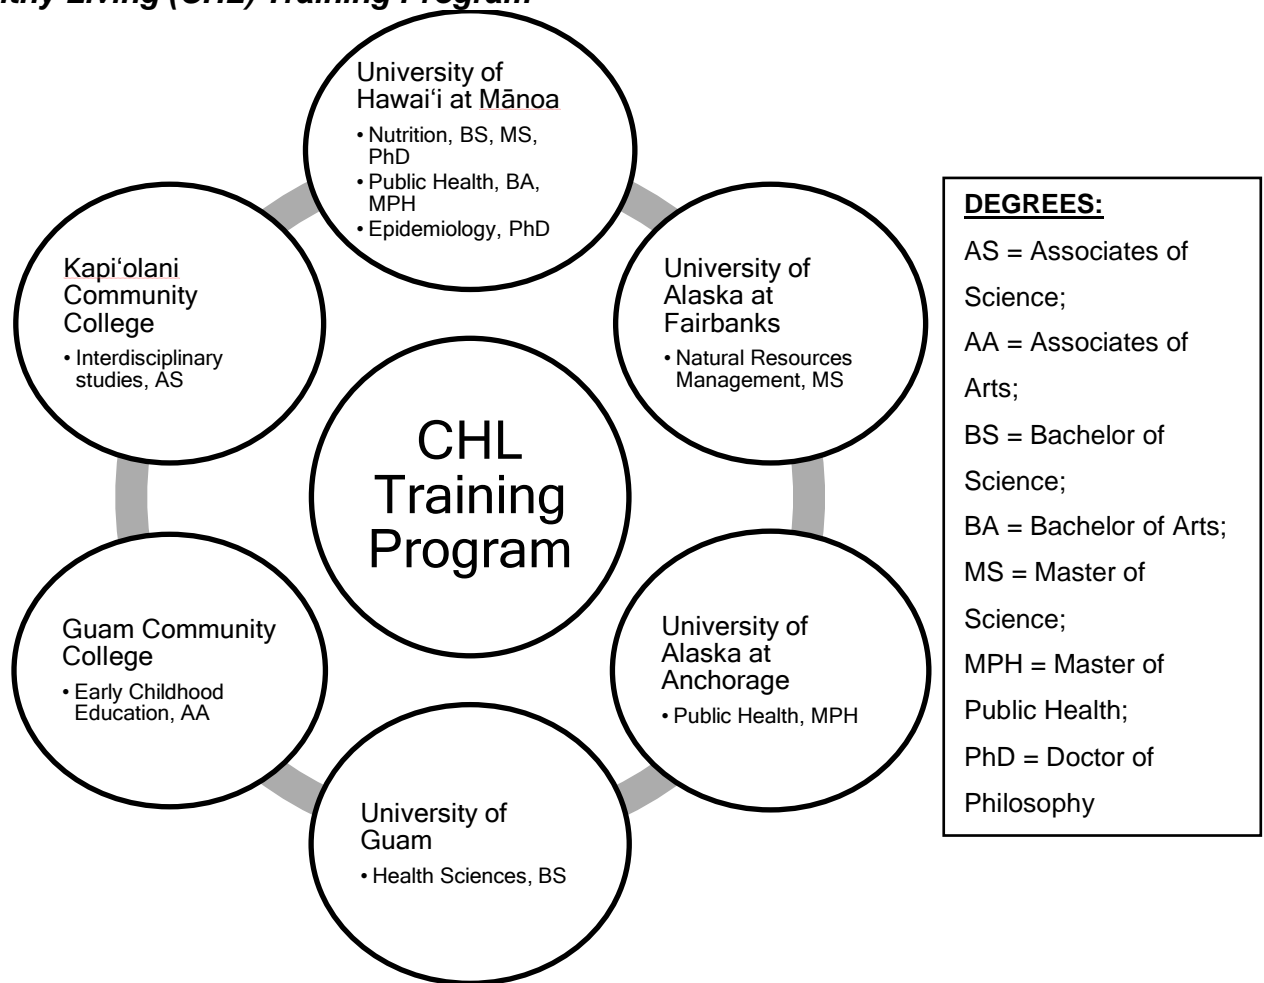 thy Living (CHL) Training Program
University of
Hawaiʻi at Mānoa
• Nutrition, BS, MS,
PhD
• Public Health, BA,
MPH
• Epidemiology, PhD
University of
Alaska at
Fairbanks
• Natural Resources
Management, MS
University of
Alaska at
Anchorage
• Public Health, MPH
University of
Guam
• Health Sciences, BS
Guam Community
College
• Early Childhood
Education, AA
Kapiʻolani
Community
College
• Interdisciplinary
studies, AS
CHL
Training
Program
DEGREES:
AS = Associates of
Science;
AA = Associates of
Arts;
BS = Bachelor of
Science;
BA = Bachelor of Arts;
MS = Master of
Science;
MPH = Master of
Public Health;
PhD = Doctor of
Philosophy